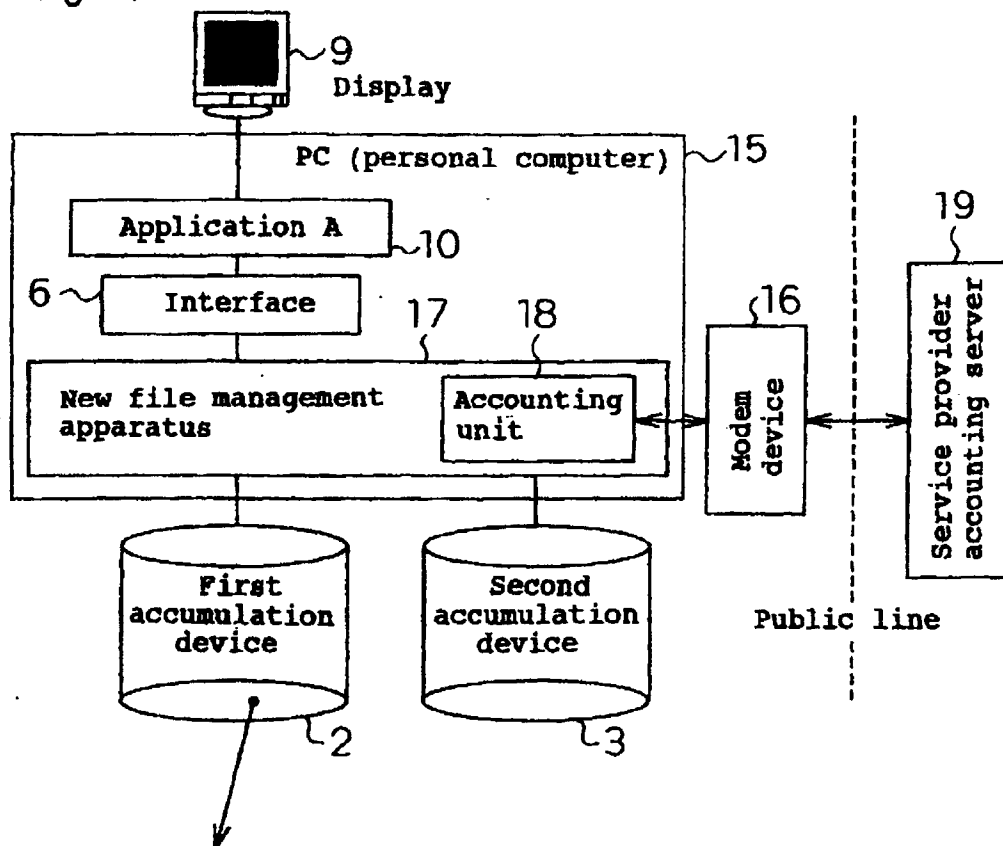 9
Display
PC (personal computer)
15
Application A
10
6
Interface
17
18
16
19
New file management
apparatus
Accounting
unit
Modem
device
Service provider
accounting server
First
accumulation
device
Second
accumulation
device
Public line
2
3